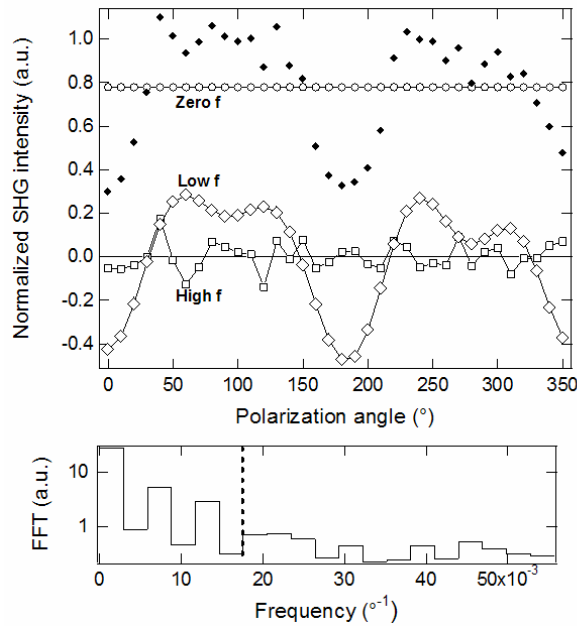 Normalized SHG intensity (a.u.)
1.0
0.8
0.6
0.4
0.2
0.0
-0.2
-0.4
Zero f
Low f
High f
0 50 100 150 200 250 300 350
Polarization angle (°)
FFT (a.u.)
10
1
0 10 20 30 40 50x10-3
Frequency (°-1)